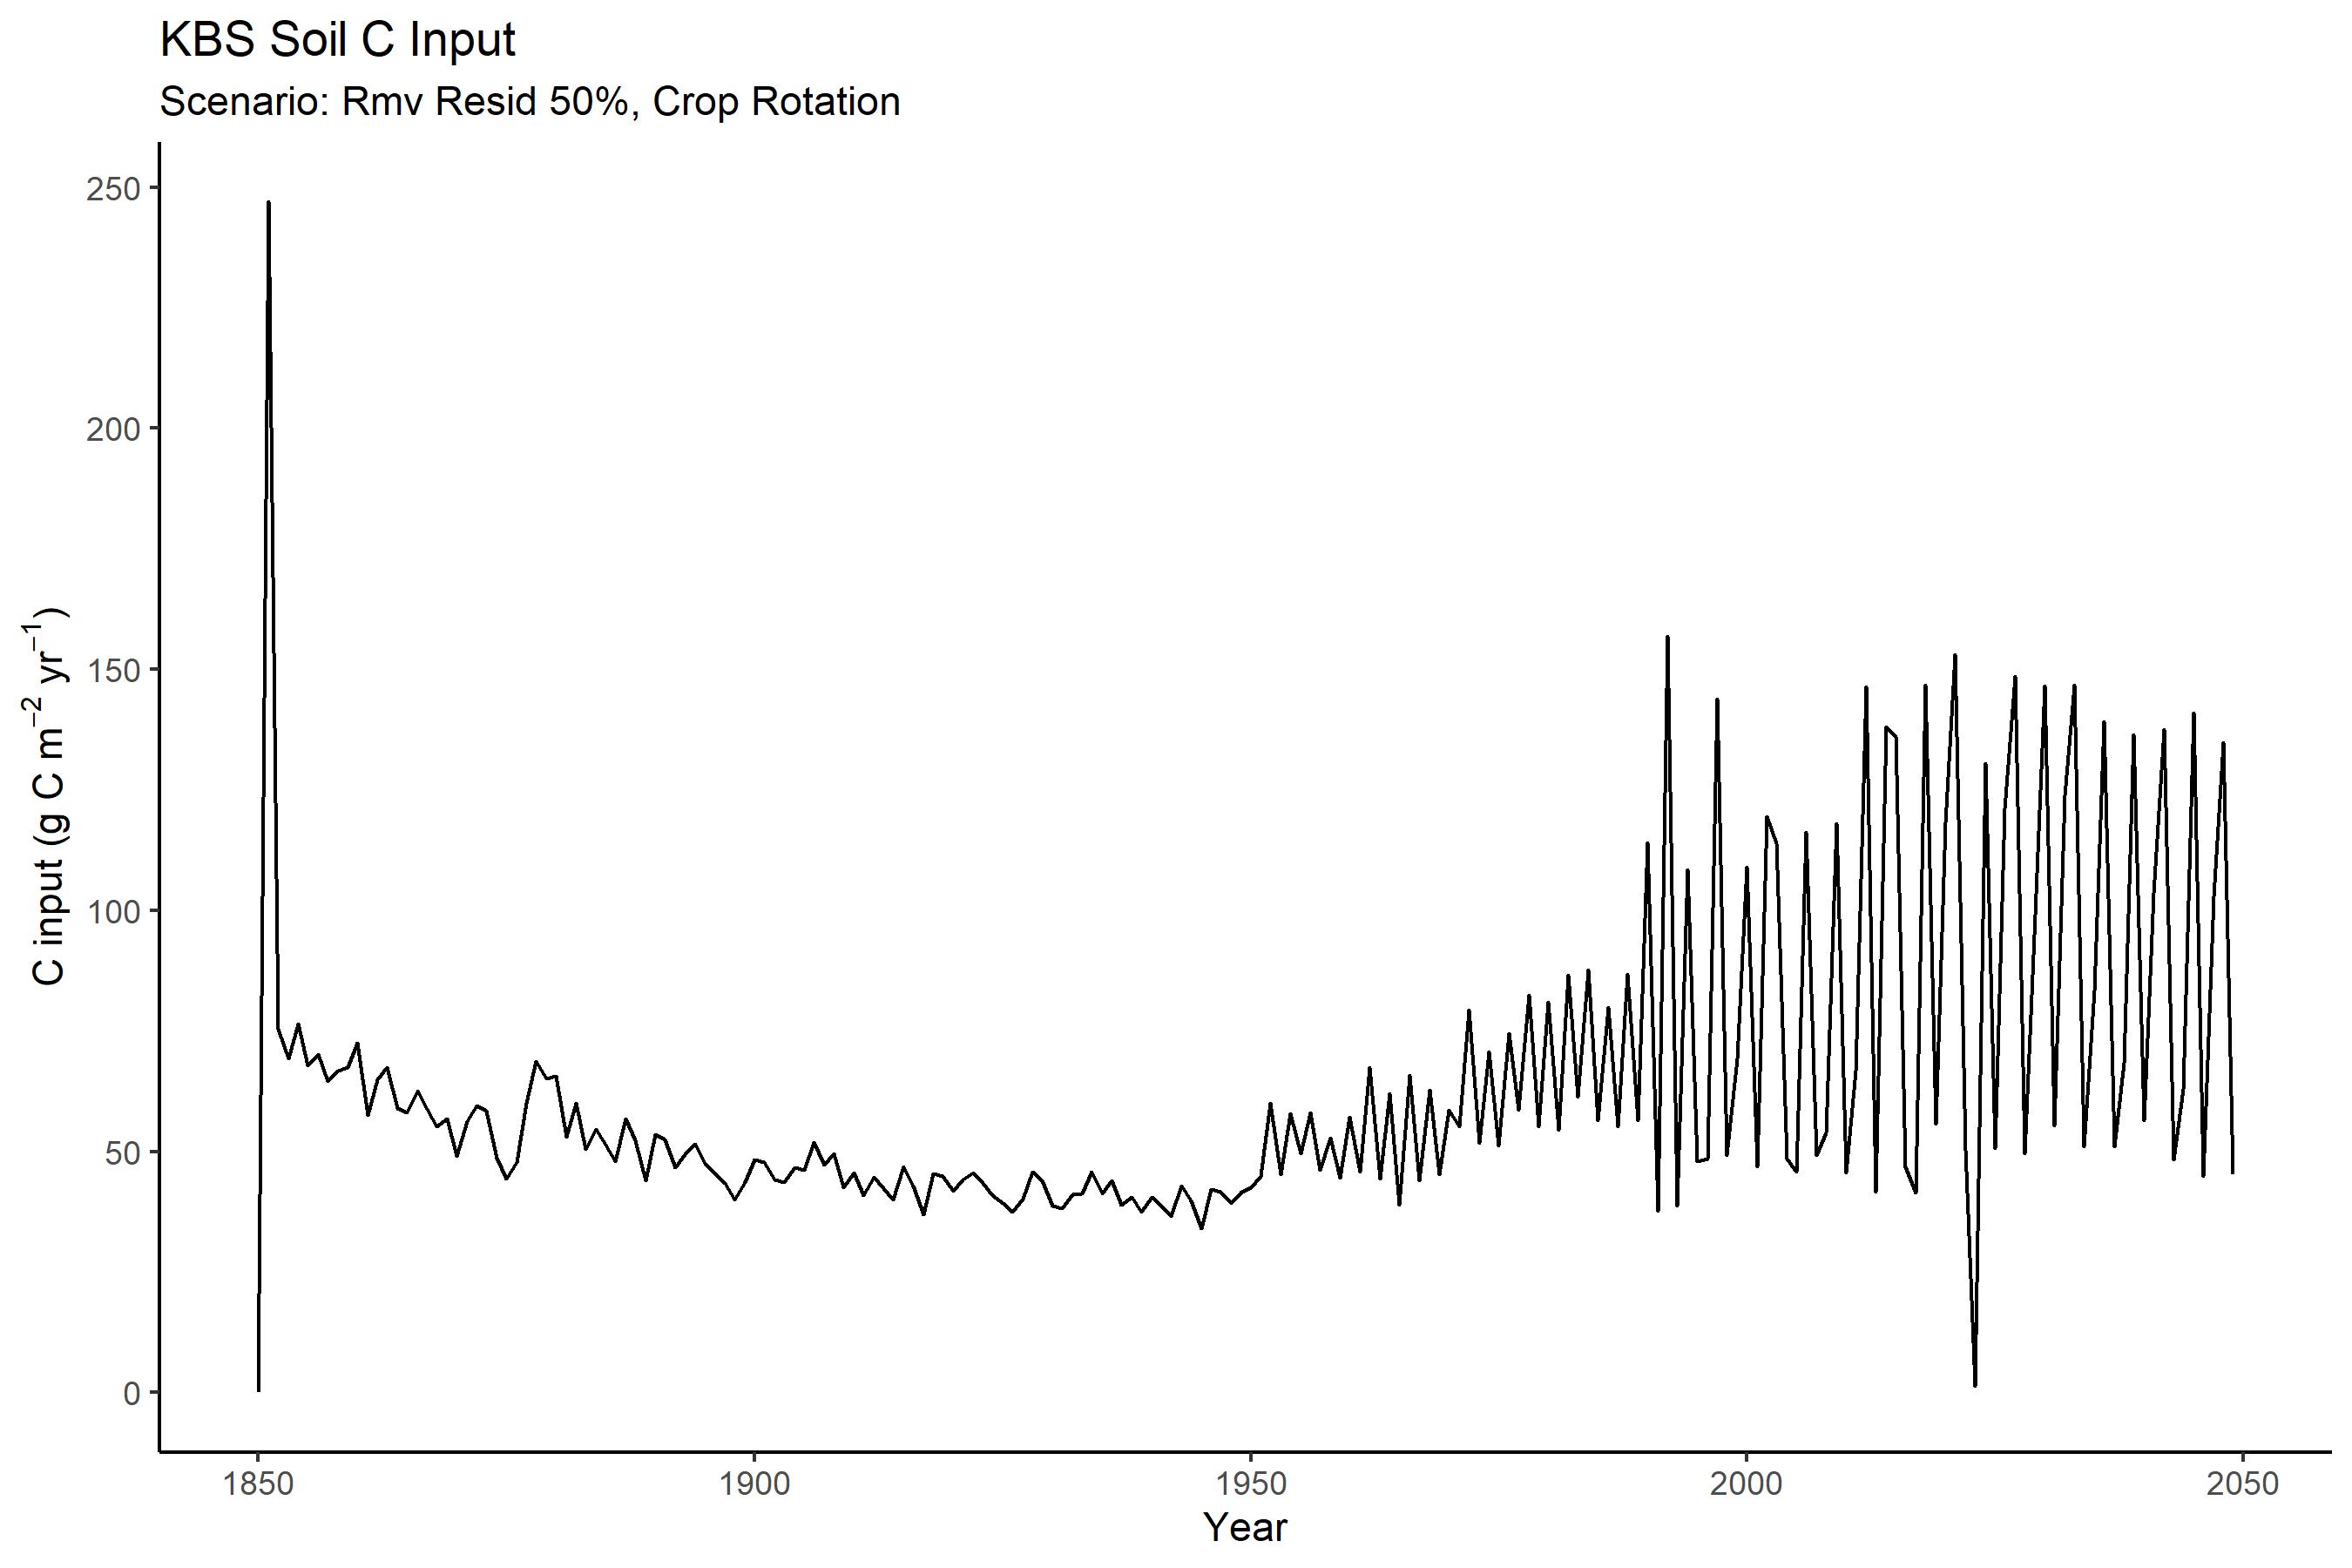 KBS Soil C Input
Scenario: Rmv Resid 50%, Crop Rotation
250
200
150
100
50
0
C input (g C m⁻² yr⁻¹)
1850 1900 1950 2000 2050
Year